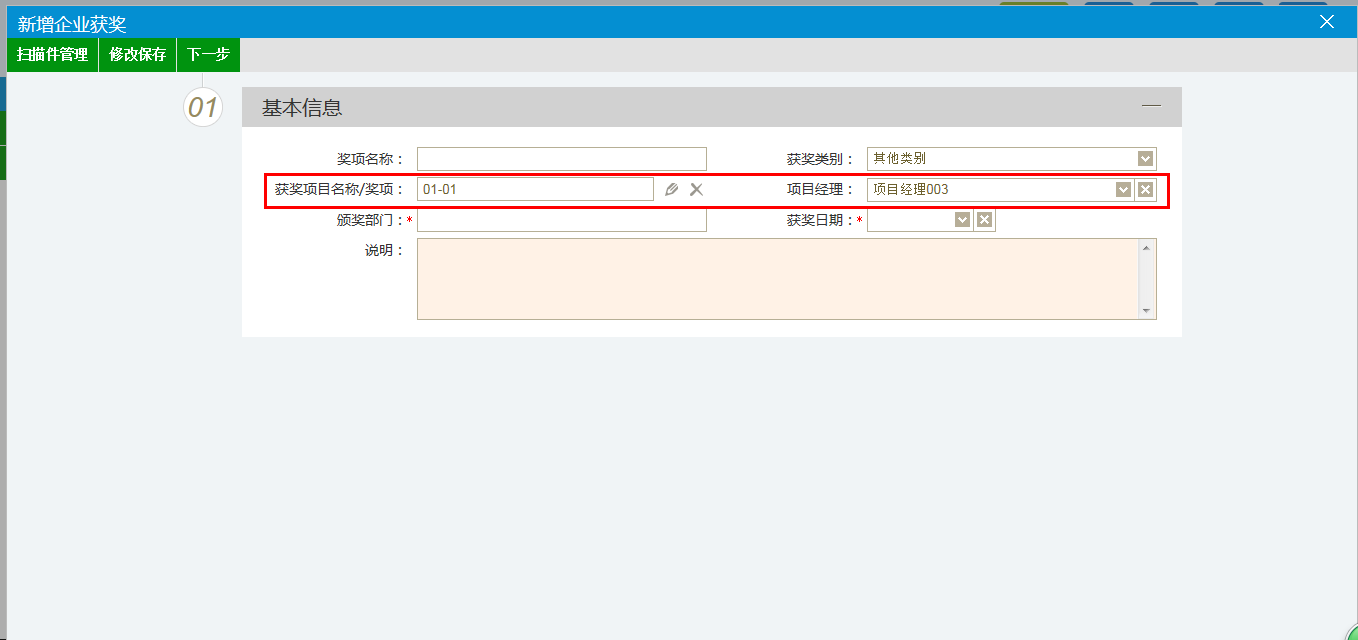 新增企业获奖
扫描件管理 修改保存 下一步
01 基本信息
奖项名称： 获奖类别： 其他类别
获奖项目名称/奖项： 01-01 项目经理： 项目经理003
颁奖部门：* 获奖日期：*
说明：